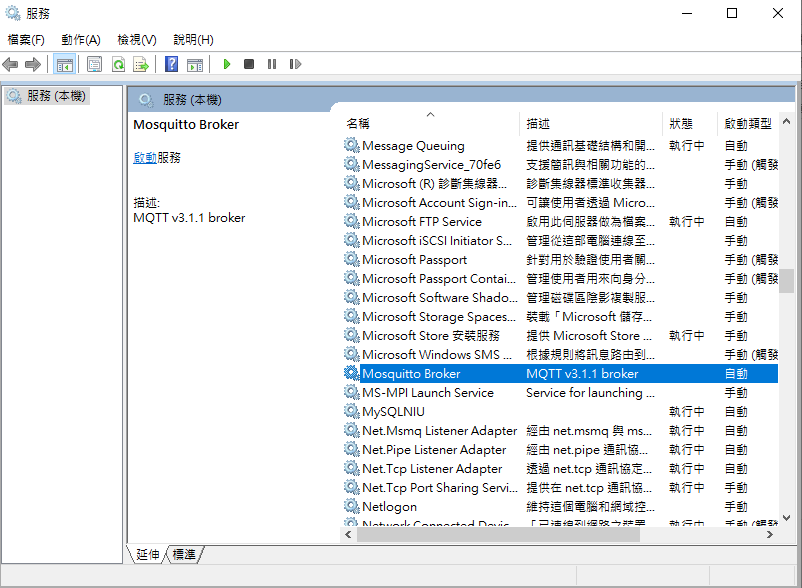 服務
檔案(F) 動作(A) 檢視(V) 說明(H)
服務 (本機)
服務 (本機)
Mosquitto Broker
啟動服務
描述:
MQTT v3.1.1 broker
名稱 描述 狀態 啟動類型
Message Queuing 提供通訊基礎結構和開... 執行中 自動
MessagingService_70fe6 支援簡訊與相關功能的... 手動 (觸發
Microsoft (R) 診斷集線器... 診斷集線器標準收集器... 手動
Microsoft Account Sign-in... 可讓使用者透過 Micro... 手動 (觸發
Microsoft FTP Service 啟用此伺服器做為檔案... 執行中 自動
Microsoft iSCSI Initiator S... 管理從這部電腦連線至... 手動
Microsoft Passport 針對用於驗證使用者關... 手動 (觸發
Microsoft Passport Contai... 管理使用者用來向身分... 手動 (觸發
Microsoft Software Shado... 管理磁碟區陰影複製服... 手動
Microsoft Storage Spaces... 裝載「Microsoft 儲存... 手動
Microsoft Store 安裝服務 提供 Microsoft Store ... 執行中 手動
Microsoft Windows SMS ... 根據規則將訊息路由到... 手動 (觸發
Mosquitto Broker MQTT v3.1.1 broker 自動
MS-MPI Launch Service Service for launching ... 手動
MySQLNIU 執行中 自動
Net.Msmq Listener Adapter 經由 net.msmq 與 ms... 執行中 自動
Net.Pipe Listener Adapter 經由 net.pipe 通訊協... 執行中 自動
Net.Tcp Listener Adapter 透過 net.tcp 通訊協定... 執行中 自動
Net.Tcp Port Sharing Servi... 提供在 net.tcp 通訊協... 執行中 手動
Netlogon 維持這個電腦和網域控... 手動
Network Connected Devic... 「已連線到網路之裝置... 執行中 手動 (觸發
延伸 標準